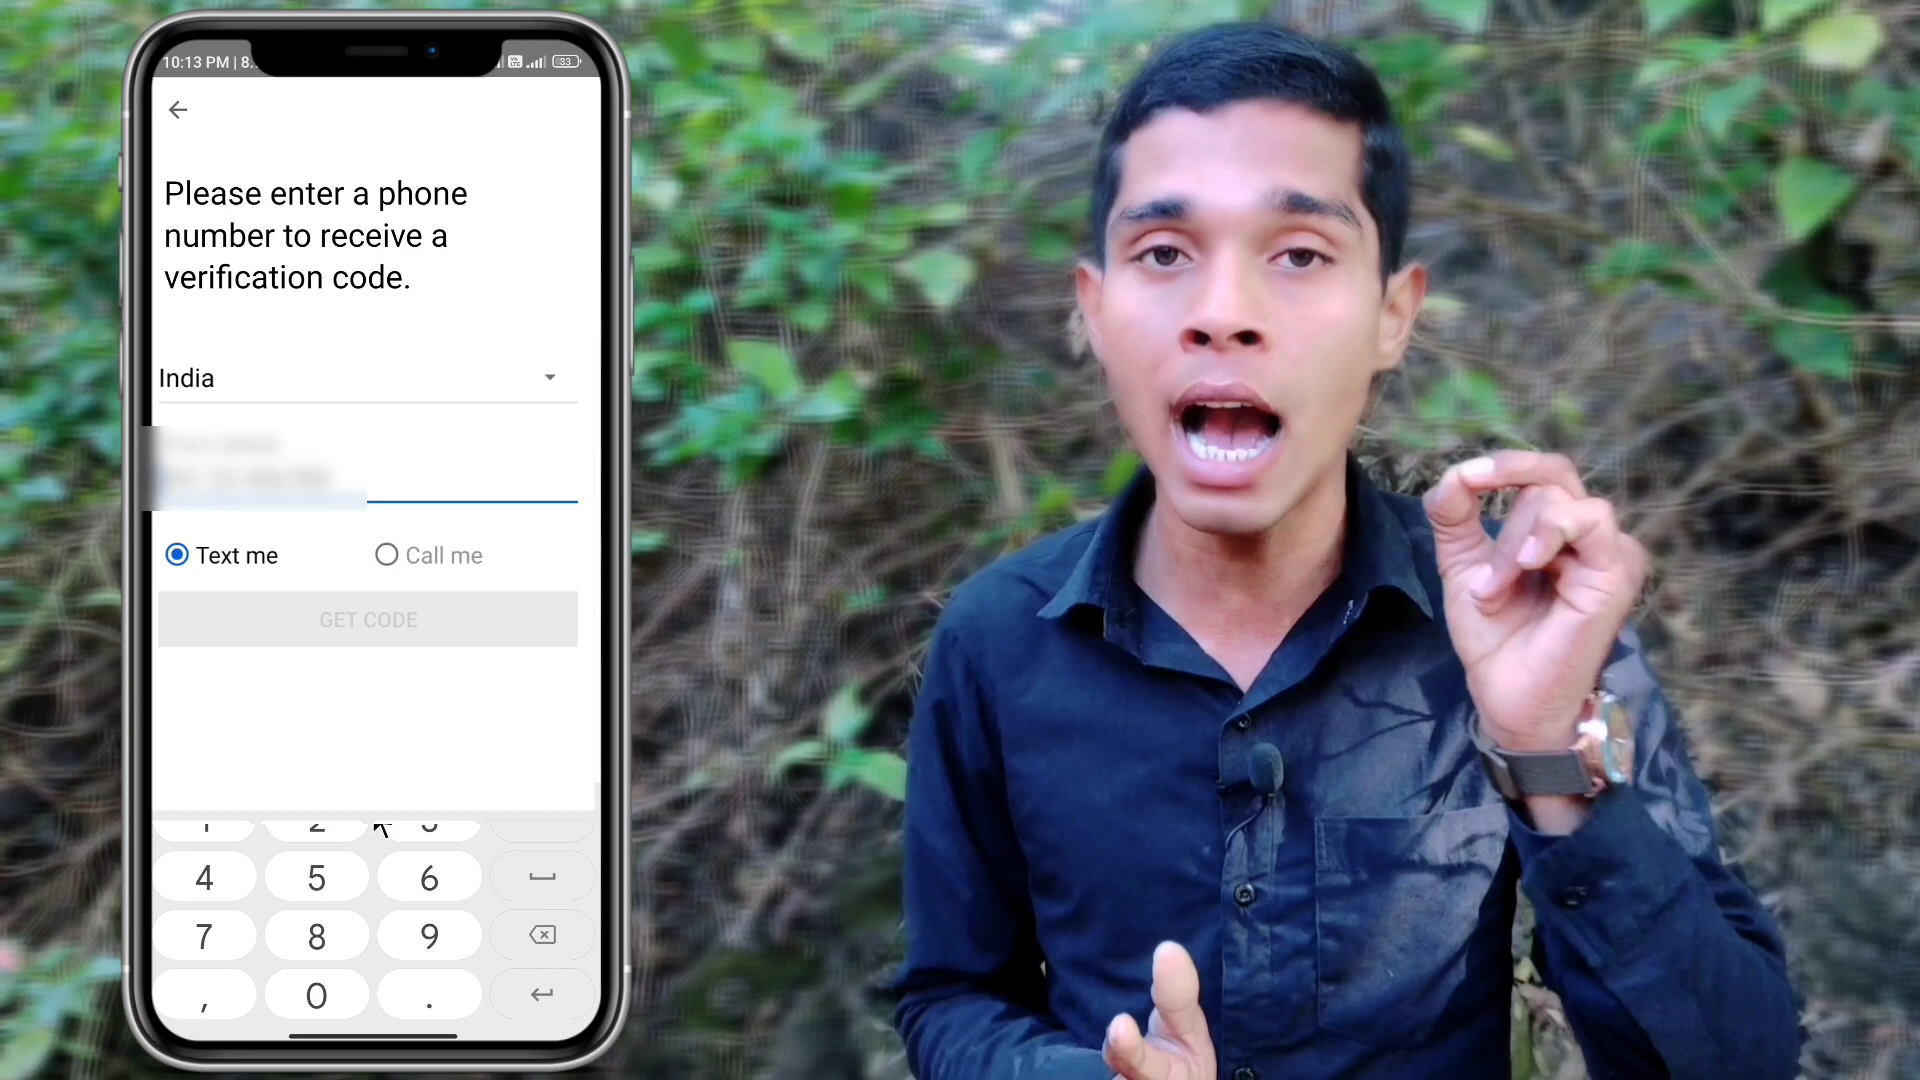 10:13 PM | 8.
33
Please enter a phone
number to receive a
verification code.
India
Text me
Call me
GET CODE
4 5 6
7 8 9
, 0 .